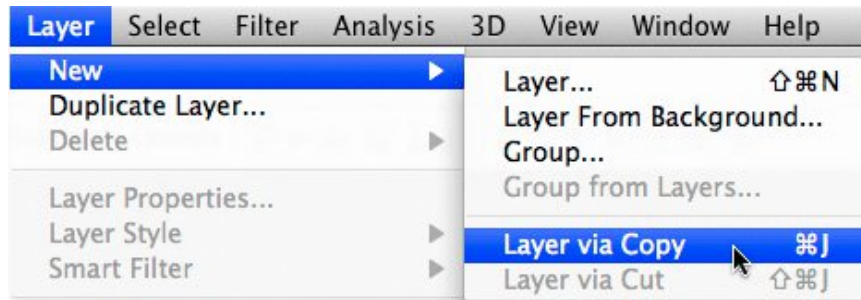 Layer Select Filter Analysis 3D View Window Help
New
Duplicate Layer...
Delete
Layer Properties...
Layer Style
Smart Filter
Layer... ⇧⌘N
Layer From Background...
Group...
Group from Layers...
Layer via Copy ⌘J
Layer via Cut ⇧⌘J